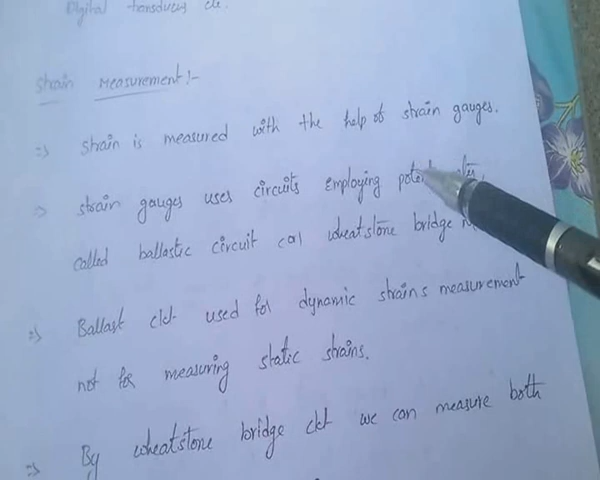 Digital transducers etc.
Strain Measurement:-
=> Strain is measured with the help of strain gauges.
=> strain gauges uses circuits employing
called ballastic circuit (or) wheatstone bridge
=> Ballast ckt used for dynamic strains measurement
not for measuring static strains.
=> By wheatstone bridge ckt we can measure both